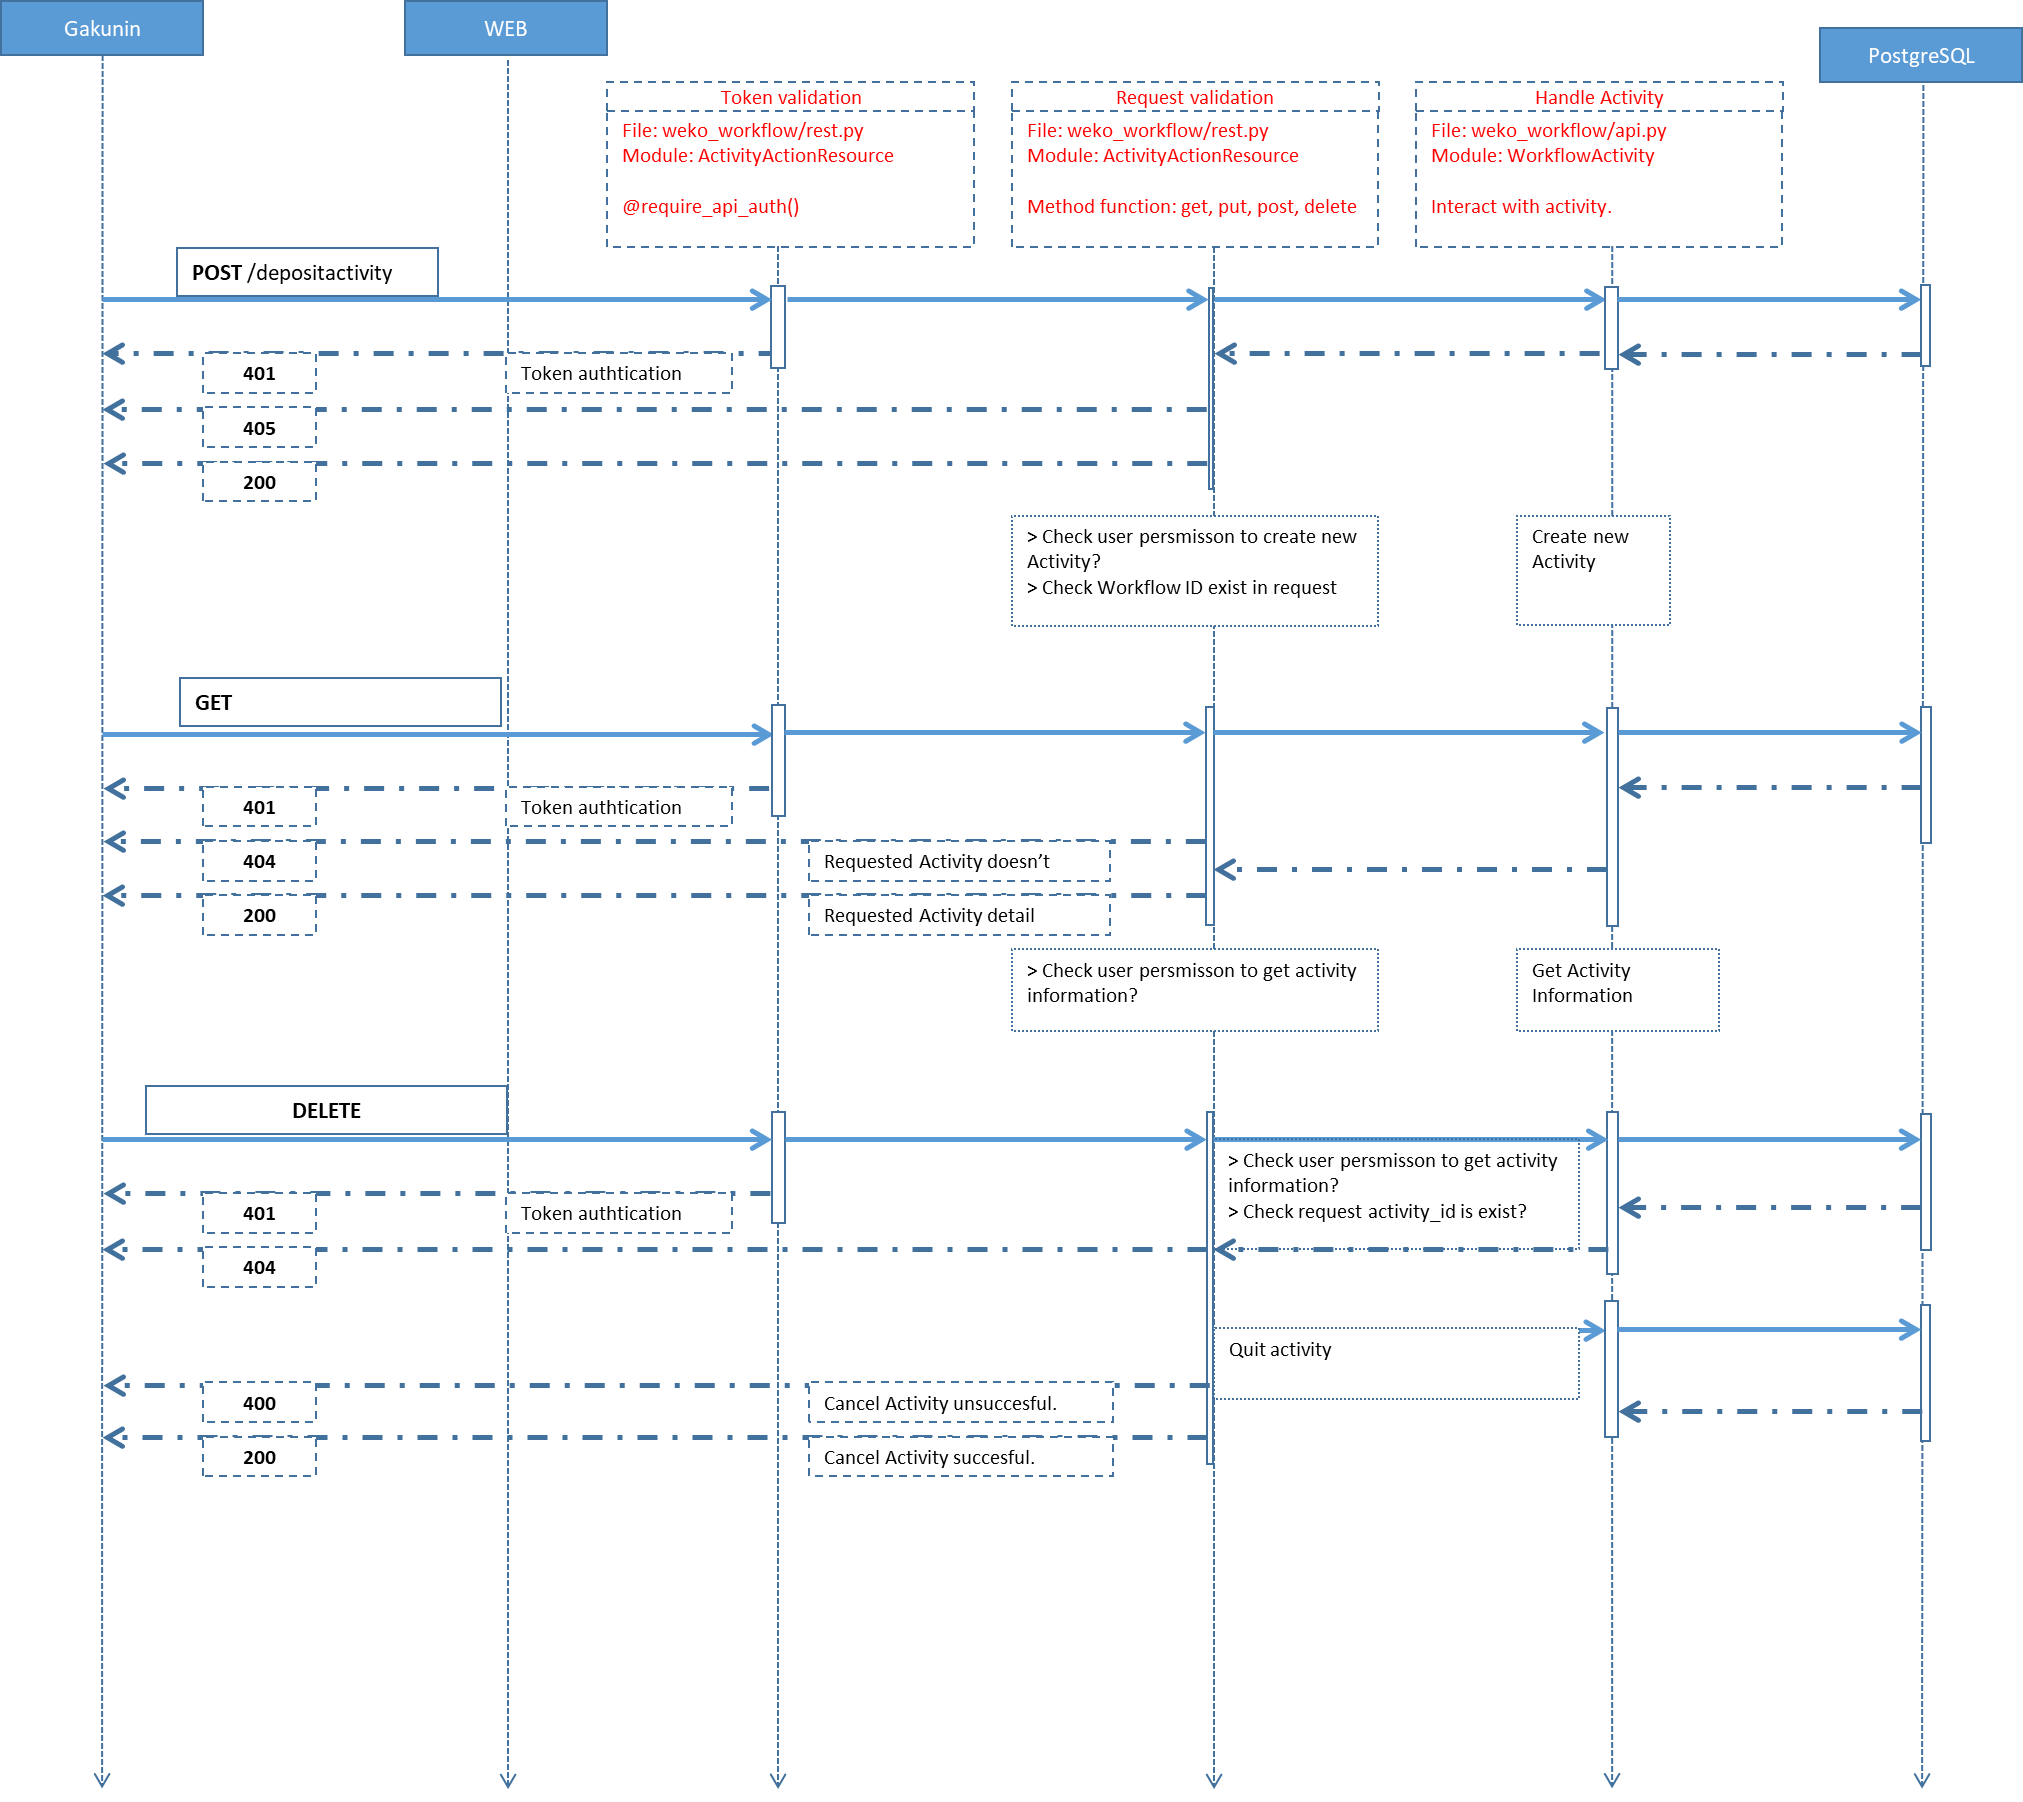 Gakunin
WEB
PostgreSQL
Token validation
File: weko_workflow/rest.py
Module: ActivityActionResource
@require_api_auth()
Request validation
File: weko_workflow/rest.py
Module: ActivityActionResource
Method function: get, put, post, delete
Handle Activity
File: weko_workflow/api.py
Module: WorkflowActivity
Interact with activity.
POST /depositactivity
401
Token authtication
405
200
> Check user persmisson to create new
Activity?
> Check Workflow ID exist in request
Create new
Activity
GET
401
Token authtication
404
Requested Activity doesn’t
200
Requested Activity detail
> Check user persmisson to get activity
information?
Get Activity
Information
DELETE
> Check user persmisson to get activity
information?
> Check request activity_id is exist?
401
Token authtication
404
Quit activity
400
Cancel Activity unsuccesful.
200
Cancel Activity succesful.